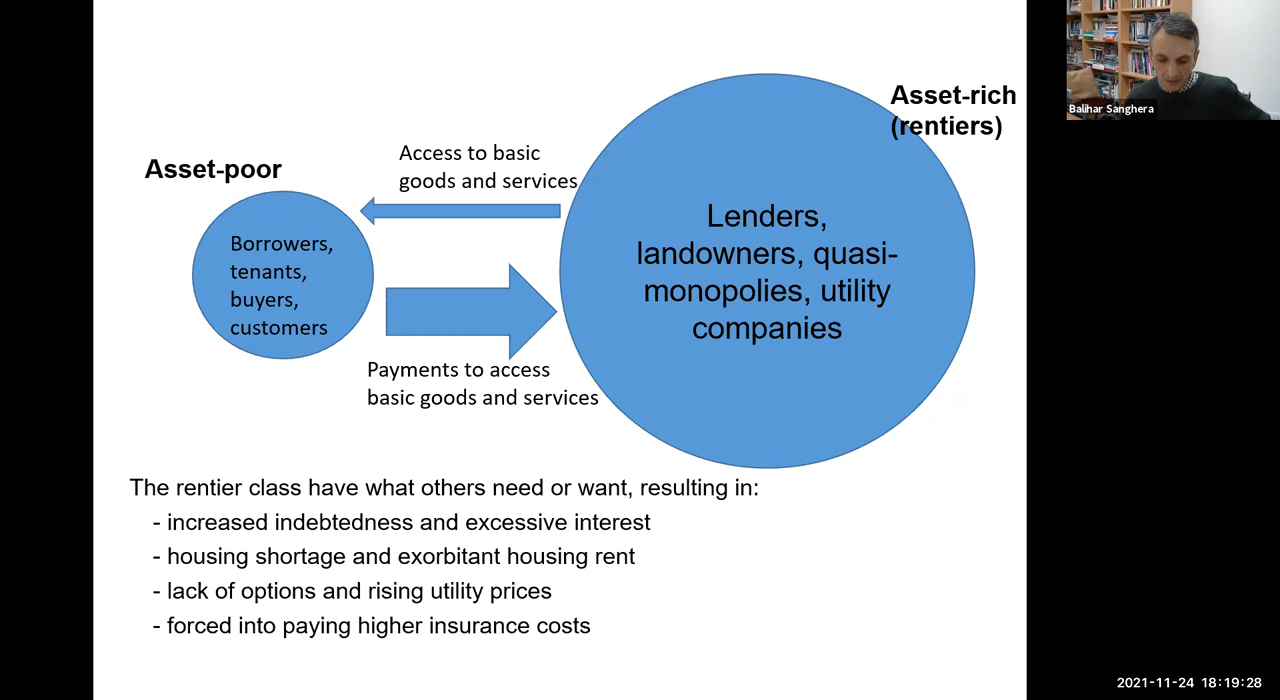 Asset-rich
(rentiers)
Balihar Sanghera
Asset-poor
Access to basic
goods and services
Borrowers,
tenants,
buyers,
customers
Lenders,
landowners, quasi-
monopolies, utility
companies
Payments to access
basic goods and services
The rentier class have what others need or want, resulting in:
- increased indebtedness and excessive interest
- housing shortage and exorbitant housing rent
- lack of options and rising utility prices
- forced into paying higher insurance costs
2021-11-24 18:19:28